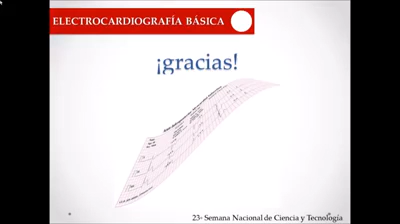 ELECTROCARDIOGRAFÍA BÁSICA
¡gracias!
23ª Semana Nacional de Ciencia y Tecnología